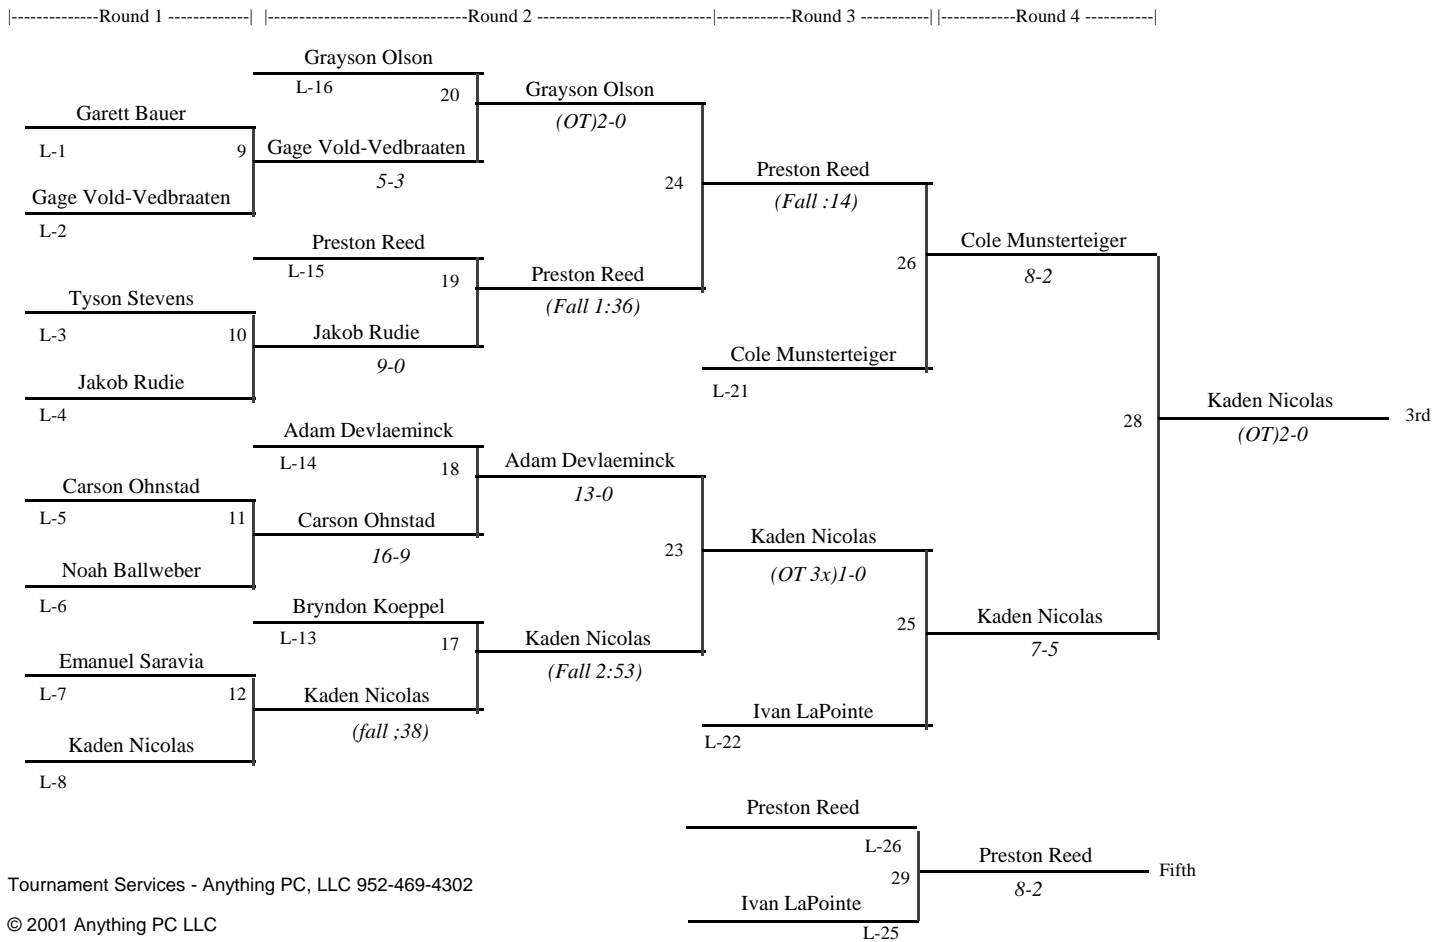 |--------------Round 1 -------------| |--------------------------------Round 2 ----------------------------|------------Round 3 -----------| |------------Round 4 -----------|
Grayson Olson
L-16
20
Grayson Olson
(OT)2-0
Garett Bauer
L-1
9
Gage Vold-Vedbraaten
5-3
Gage Vold-Vedbraaten
L-2
24
Preston Reed
(Fall :14)
Preston Reed
L-15
19
Preston Reed
(Fall 1:36)
Tyson Stevens
L-3
10
Jakob Rudie
9-0
Jakob Rudie
L-4
26
Cole Munsterteiger
8-2
Cole Munsterteiger
L-21
Adam Devlaeminck
L-14
18
Adam Devlaeminck
13-0
Carson Ohnstad
L-5
11
Carson Ohnstad
16-9
Noah Ballweber
L-6
23
Kaden Nicolas
(OT 3x)1-0
Bryndon Koeppel
L-13
17
Kaden Nicolas
(Fall 2:53)
Emanuel Saravia
L-7
12
Kaden Nicolas
(fall ;38)
Kaden Nicolas
L-8
25
Kaden Nicolas
7-5
Ivan LaPointe
L-22
28
Kaden Nicolas
3rd
(OT)2-0
Preston Reed
L-26
29
Preston Reed
Fifth
8-2
Ivan LaPointe
L-25
Tournament Services - Anything PC, LLC 952-469-4302
© 2001 Anything PC LLC